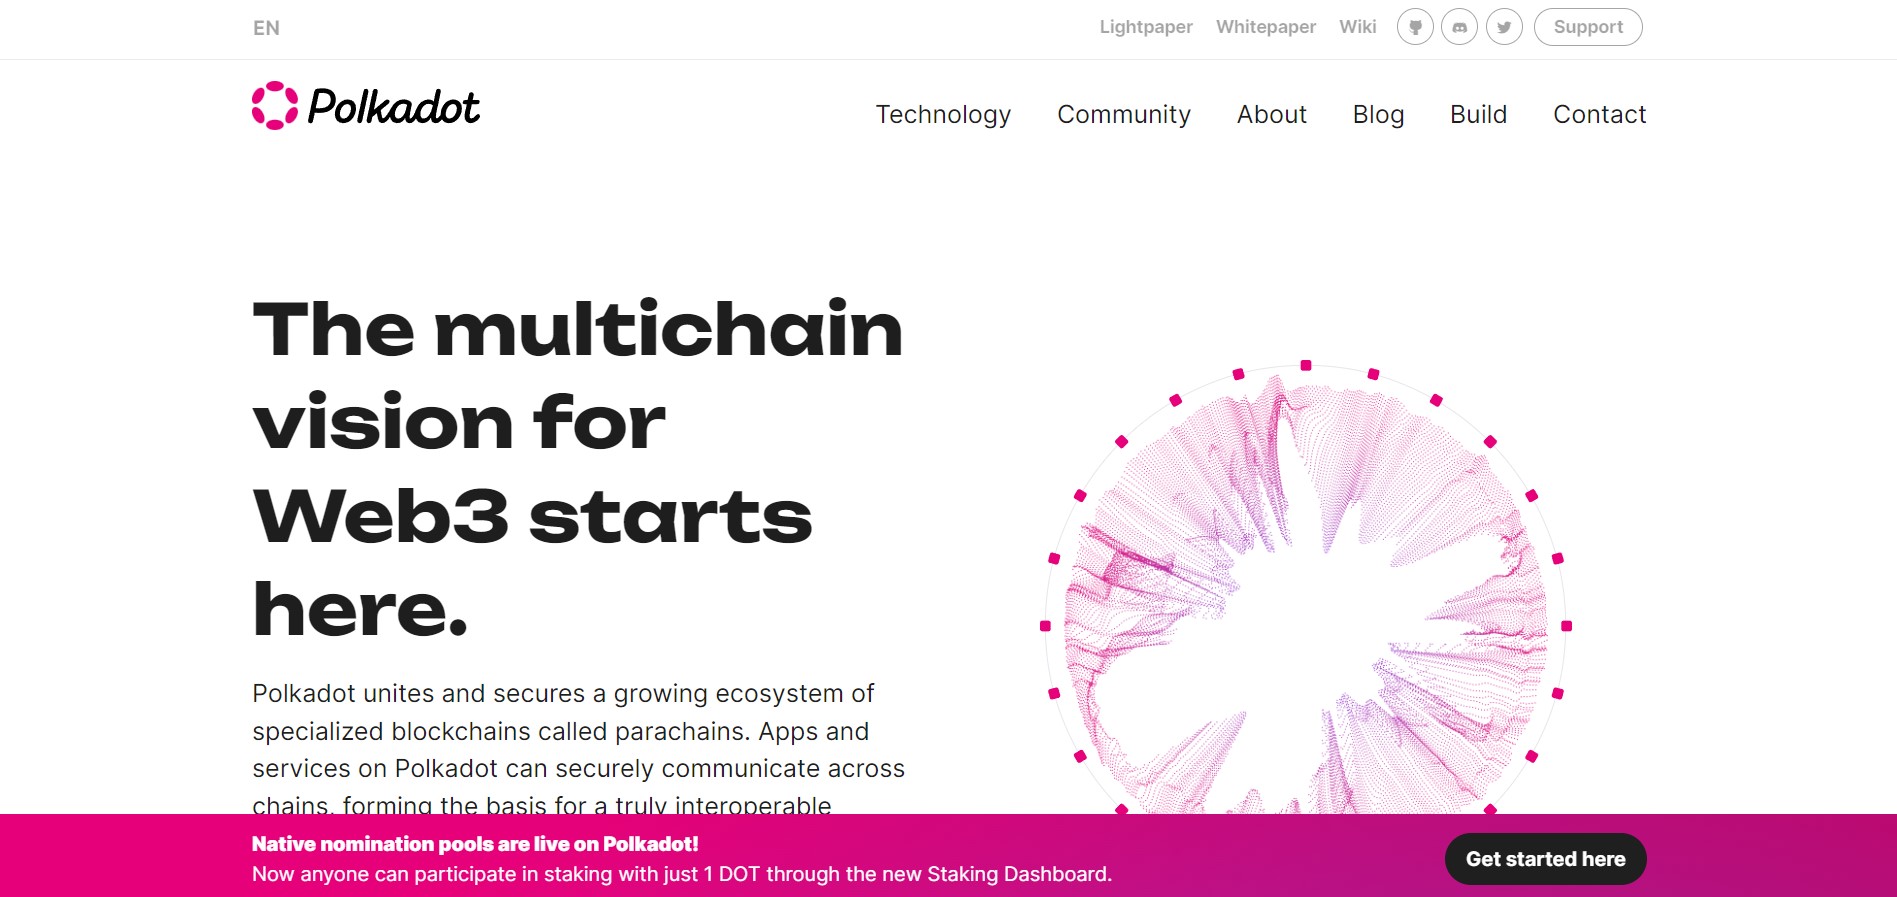 EN
Lightpaper Whitepaper Wiki Support
Polkadot
Technology Community About Blog Build Contact
The multichain
vision for
Web3 starts
here.
Polkadot unites and secures a growing ecosystem of
specialized blockchains called parachains. Apps and
services on Polkadot can securely communicate across
chains, forming the basis for a truly interoperable
Native nomination pools are live on Polkadot!
Now anyone can participate in staking with just 1 DOT through the new Staking Dashboard.
Get started here